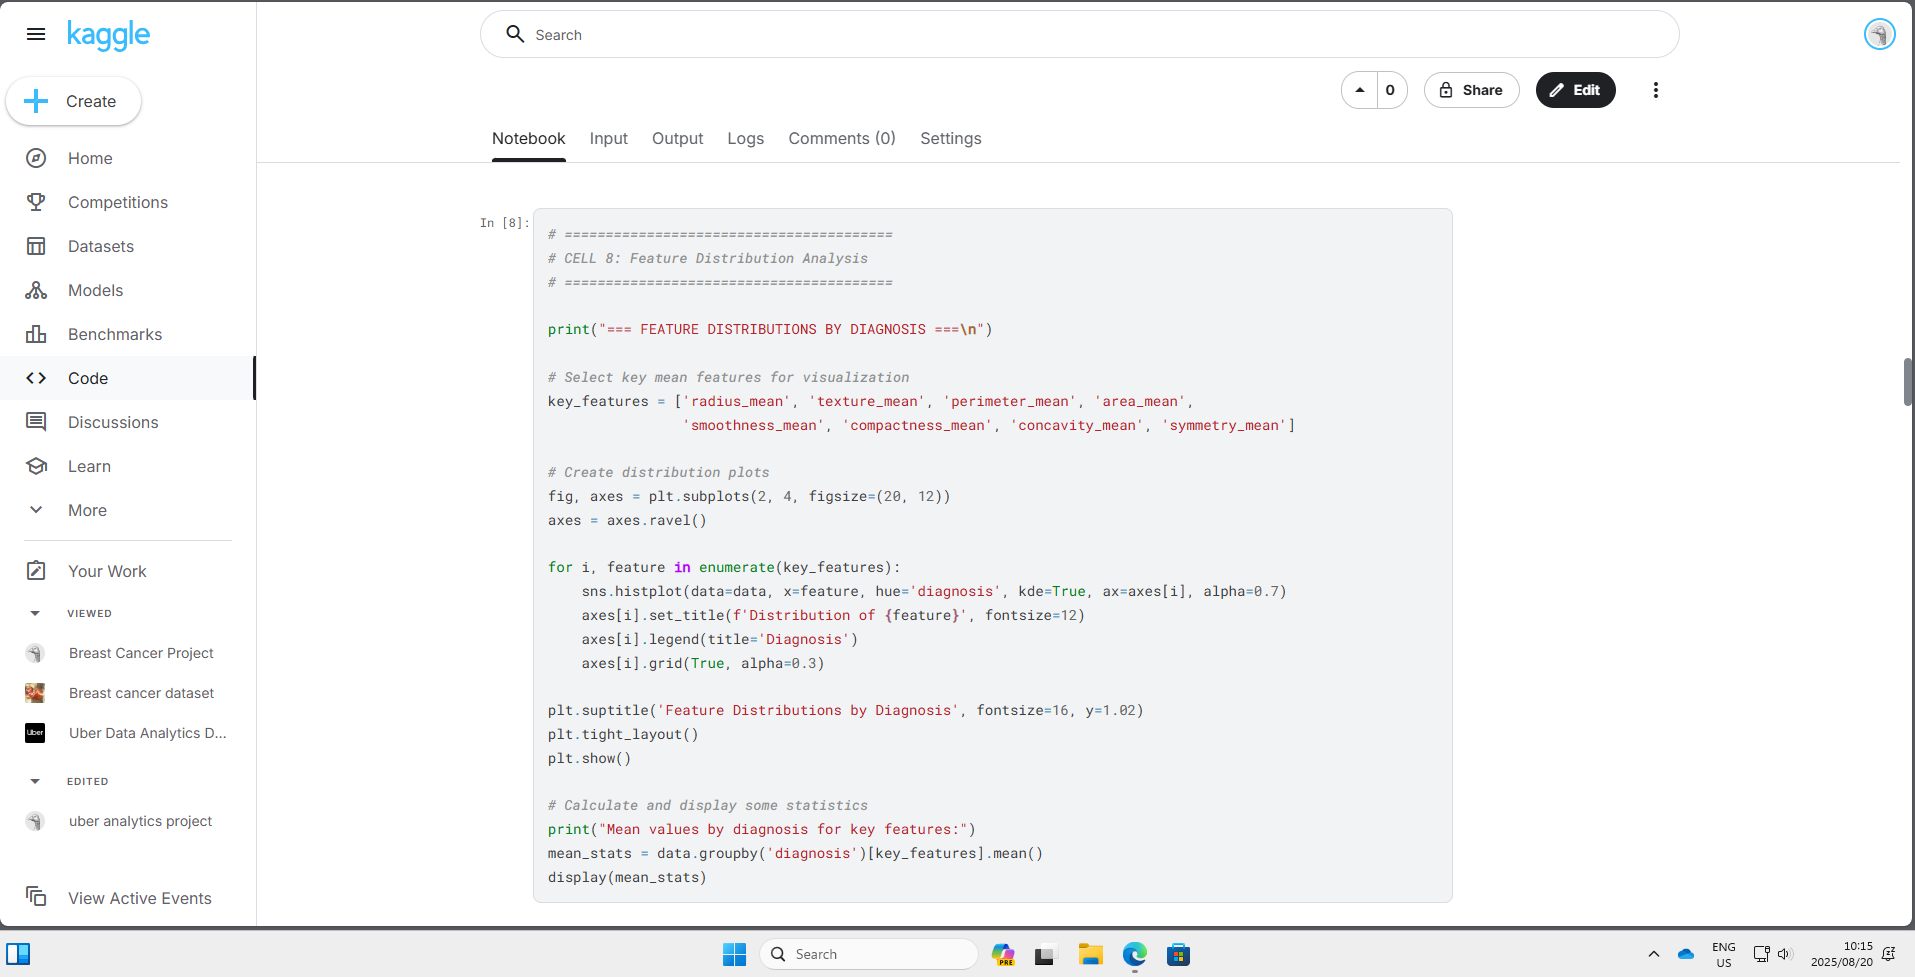 kaggle
Search
Create
0
Share
Edit
Notebook
Input
Output
Logs
Comments (0)
Settings
Home
Competitions
Datasets
Models
Benchmarks
Code
Discussions
Learn
More
Your Work
VIEWED
Breast Cancer Project
Breast cancer dataset
Uber
Uber Data Analytics D...
EDITED
uber analytics project
View Active Events
In [8]:
# ========================================
# CELL 8: Feature Distribution Analysis
# ========================================
print("=== FEATURE DISTRIBUTIONS BY DIAGNOSIS ===\n")
# Select key mean features for visualization
key_features = ['radius_mean', 'texture_mean', 'perimeter_mean', 'area_mean',
'smoothness_mean', 'compactness_mean', 'concavity_mean', 'symmetry_mean']
# Create distribution plots
fig, axes = plt.subplots(2, 4, figsize=(20, 12))
axes = axes.ravel()
for i, feature in enumerate(key_features):
sns.histplot(data=data, x=feature, hue='diagnosis', kde=True, ax=axes[i], alpha=0.7)
axes[i].set_title(f'Distribution of {feature}', fontsize=12)
axes[i].legend(title='Diagnosis')
axes[i].grid(True, alpha=0.3)
plt.suptitle('Feature Distributions by Diagnosis', fontsize=16, y=1.02)
plt.tight_layout()
plt.show()
# Calculate and display some statistics
print("Mean values by diagnosis for key features:")
mean_stats = data.groupby('diagnosis')[key_features].mean()
display(mean_stats)
Search
PRE
ENG
US
10:15
2025/08/20